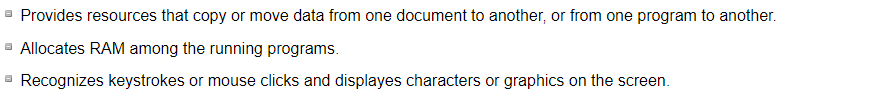 Provides resources that copy or move data from one document to another, or from one program to another.
Allocates RAM among the running programs.
Recognizes keystrokes or mouse clicks and displayes characters or graphics on the screen.